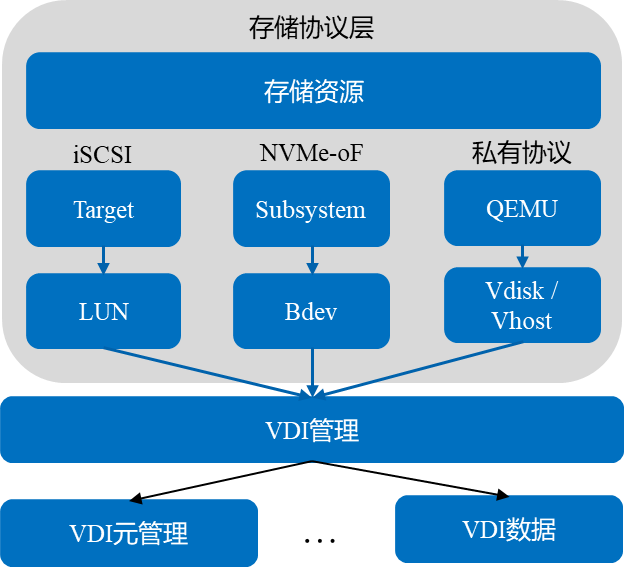 存储协议层
存储资源
iSCSI
NVMe-oF
私有协议
Target
Subsystem
QEMU
LUN
Bdev
Vdisk /
Vhost
VDI管理
VDI元管理
...
VDI数据